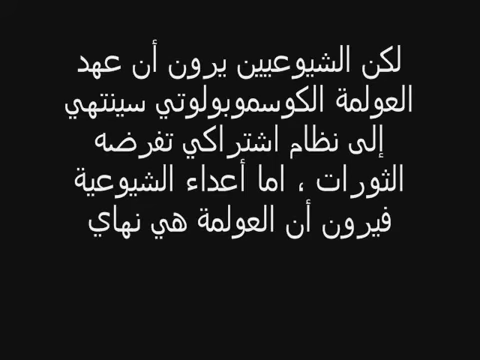 لكن الشيوعيين يرون أن عهد
العولمة الكوسموبولوتي سينتهي
إلى نظام اشتراكي تفرضه
الثورات ، اما أعداء الشيوعية
فيرون أن العولمة هي نهاي